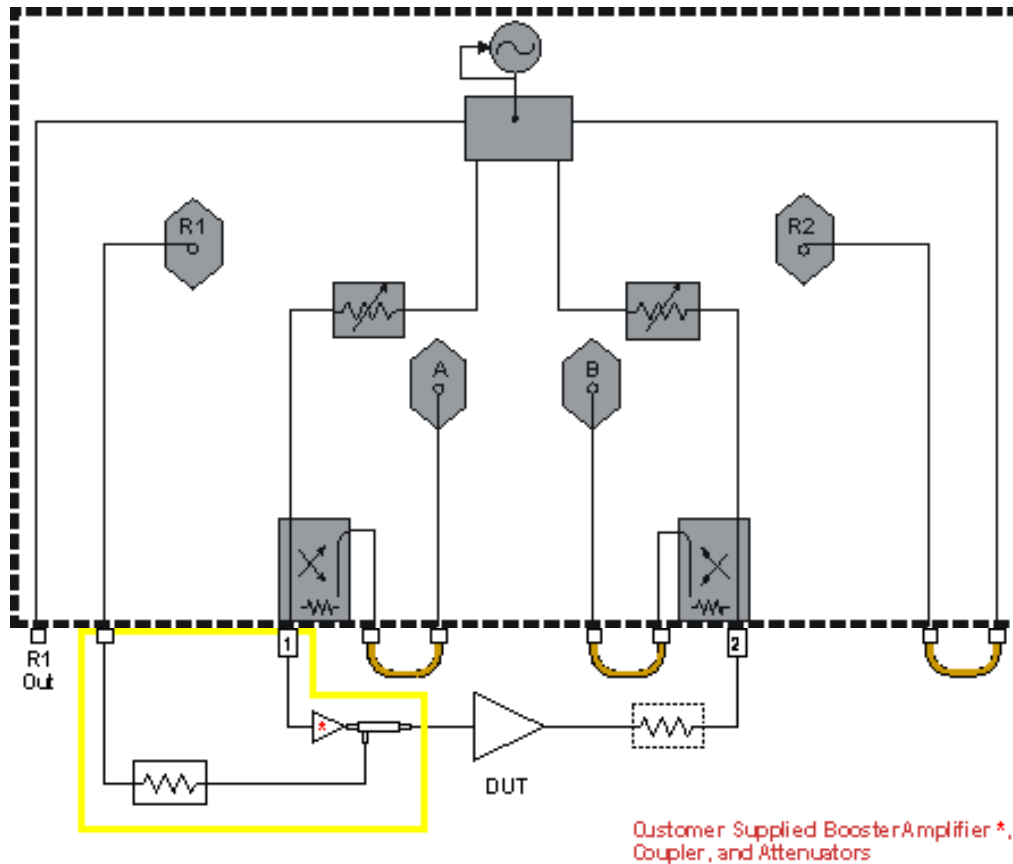 R1
R2
A
B
1
2
R1
Out
*
DUT
Customer Supplied Booster Amplifier *,
Coupler, and Attenuators